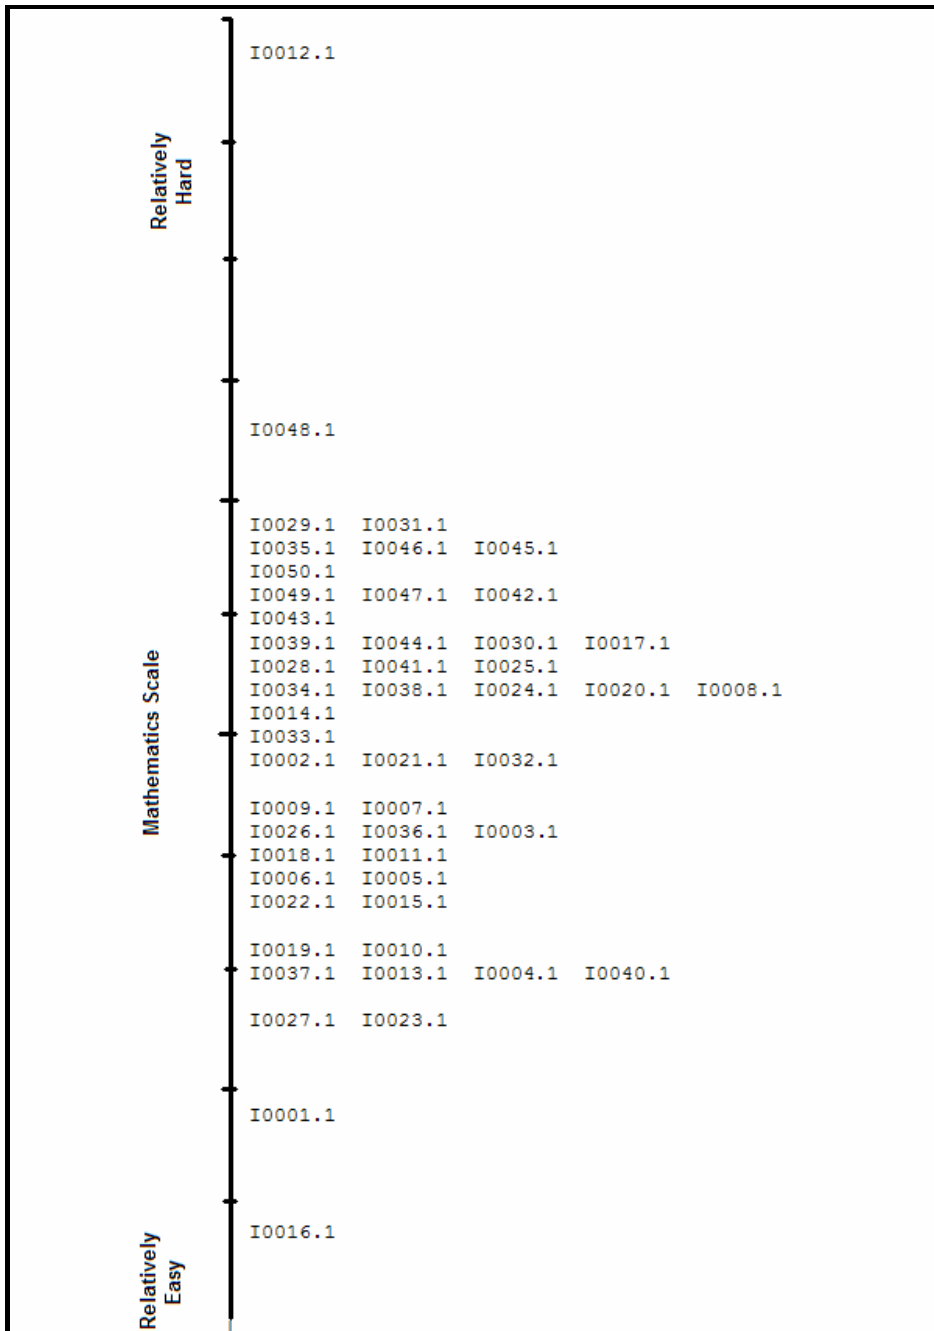 I0012.1
Relatively
Hard
I0048.1
I0029.1 I0031.1
I0035.1 I0046.1 I0045.1
I0050.1
I0049.1 I0047.1 I0042.1
I0043.1
I0039.1 I0044.1 I0030.1 I0017.1
I0028.1 I0041.1 I0025.1
I0034.1 I0038.1 I0024.1 I0020.1 I0008.1
I0014.1
I0033.1
Mathematics Scale
I0002.1 I0021.1 I0032.1
I0009.1 I0007.1
I0026.1 I0036.1 I0003.1
I0018.1 I0011.1
I0006.1 I0005.1
I0022.1 I0015.1
I0019.1 I0010.1
I0037.1 I0013.1 I0004.1 I0040.1
I0027.1 I0023.1
I0001.1
I0016.1
Relatively
Easy